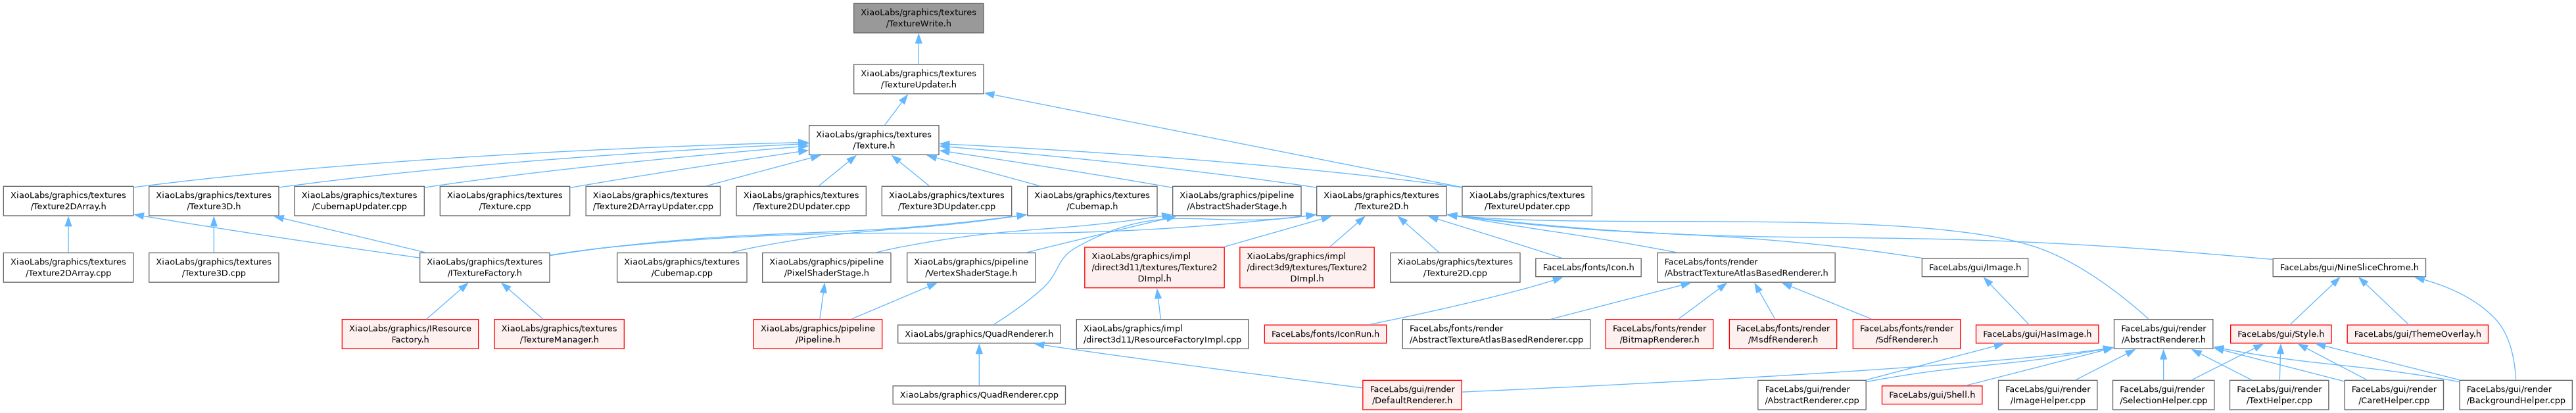 XiaoLabs/graphics/textures
/TextureWrite.h
XiaoLabs/graphics/textures
/TextureUpdater.h
XiaoLabs/graphics/textures
/Texture.h
XiaoLabs/graphics/textures
/Texture2DArray.h
XiaoLabs/graphics/textures
/Texture3D.h
XiaoLabs/graphics/textures
/CubemapUpdater.cpp
XiaoLabs/graphics/textures
/Texture.cpp
XiaoLabs/graphics/textures
/Texture2DArrayUpdater.cpp
XiaoLabs/graphics/textures
/Texture2DUpdater.cpp
XiaoLabs/graphics/textures
/Texture3DUpdater.cpp
XiaoLabs/graphics/textures
/Cubemap.h
XiaoLabs/graphics/pipeline
/AbstractShaderStage.h
XiaoLabs/graphics/textures
/Texture2D.h
XiaoLabs/graphics/textures
/TextureUpdater.cpp
XiaoLabs/graphics/textures
/Texture2DArray.cpp
XiaoLabs/graphics/textures
/Texture3D.cpp
XiaoLabs/graphics/textures
/ITextureFactory.h
XiaoLabs/graphics/textures
/Cubemap.cpp
XiaoLabs/graphics/pipeline
/PixelShaderStage.h
XiaoLabs/graphics/pipeline
/VertexShaderStage.h
XiaoLabs/graphics/impl
/direct3d11/textures/Texture2
DImpl.h
XiaoLabs/graphics/impl
/direct3d9/textures/Texture2
DImpl.h
XiaoLabs/graphics/textures
/Texture2D.cpp
FaceLabs/fonts/Icon.h
FaceLabs/fonts/render
/AbstractTextureAtlasBasedRenderer.h
FaceLabs/gui/Image.h
FaceLabs/gui/NineSliceChrome.h
XiaoLabs/graphics/IResource
Factory.h
XiaoLabs/graphics/textures
/TextureManager.h
XiaoLabs/graphics/pipeline
/Pipeline.h
XiaoLabs/graphics/QuadRenderer.h
XiaoLabs/graphics/impl
/direct3d11/ResourceFactoryImpl.cpp
FaceLabs/fonts/IconRun.h
FaceLabs/fonts/render
/AbstractTextureAtlasBasedRenderer.cpp
FaceLabs/fonts/render
/BitmapRenderer.h
FaceLabs/fonts/render
/MsdfRenderer.h
FaceLabs/fonts/render
/SdfRenderer.h
FaceLabs/gui/HasImage.h
FaceLabs/gui/render
/AbstractRenderer.h
FaceLabs/gui/Style.h
FaceLabs/gui/ThemeOverlay.h
XiaoLabs/graphics/QuadRenderer.cpp
FaceLabs/gui/render
/DefaultRenderer.h
FaceLabs/gui/render
/AbstractRenderer.cpp
FaceLabs/gui/Shell.h
FaceLabs/gui/render
/ImageHelper.cpp
FaceLabs/gui/render
/SelectionHelper.cpp
FaceLabs/gui/render
/TextHelper.cpp
FaceLabs/gui/render
/CaretHelper.cpp
FaceLabs/gui/render
/BackgroundHelper.cpp